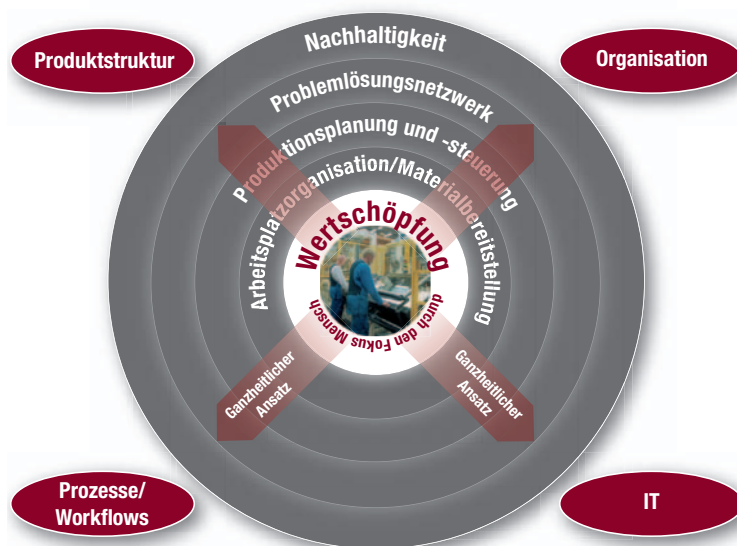 Produktstruktur
Organisation
Nachhaltigkeit
Problemlösungsnetzwerk
Produktionsplanung und -steuerung
Arbeitsplatzorganisation/Materialbereitstellung
Wertschöpfung
durch den Fokus Mensch
Ganzheitlicher
Ansatz
Ganzheitlicher
Ansatz
Prozesse/
Workflows
IT